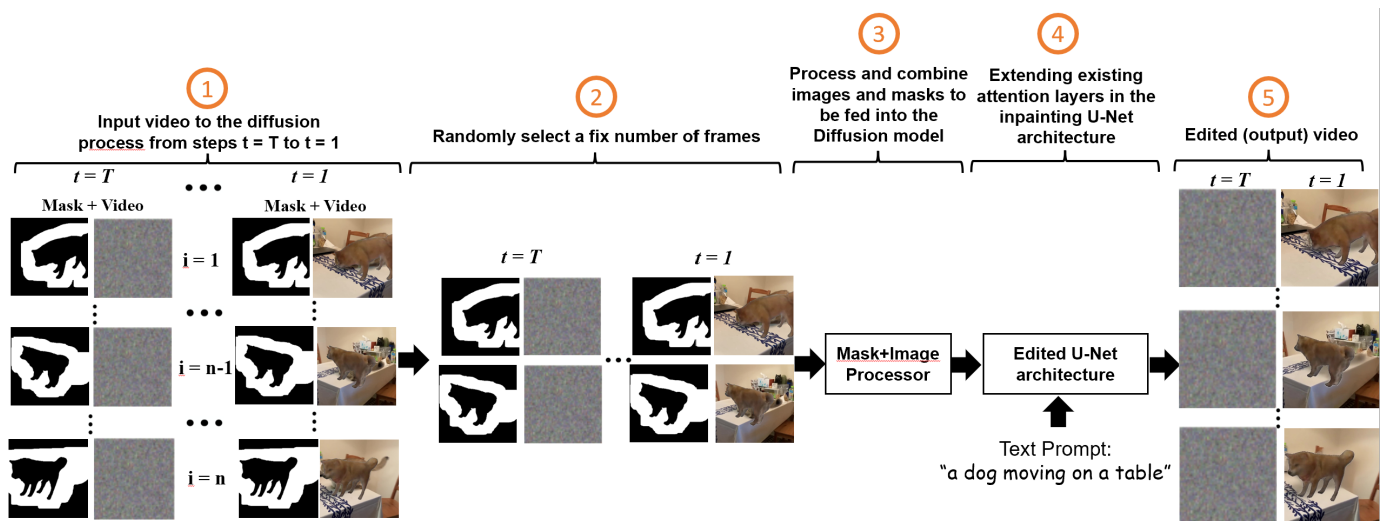 1
Input video to the diffusion
process from steps t = T to t = 1
t = T
t = 1
Mask + Video
Mask + Video
i = 1
i = n-1
i = n
2
Randomly select a fix number of frames
t = T
t = 1
3
Process and combine
images and masks to
be fed into the
Diffusion model
Mask+Image
Processor
4
Extending existing
attention layers in the
inpainting U-Net
architecture
Edited U-Net
architecture
Text Prompt:
“a dog moving on a table”
5
Edited (output) video
t = T
t = 1